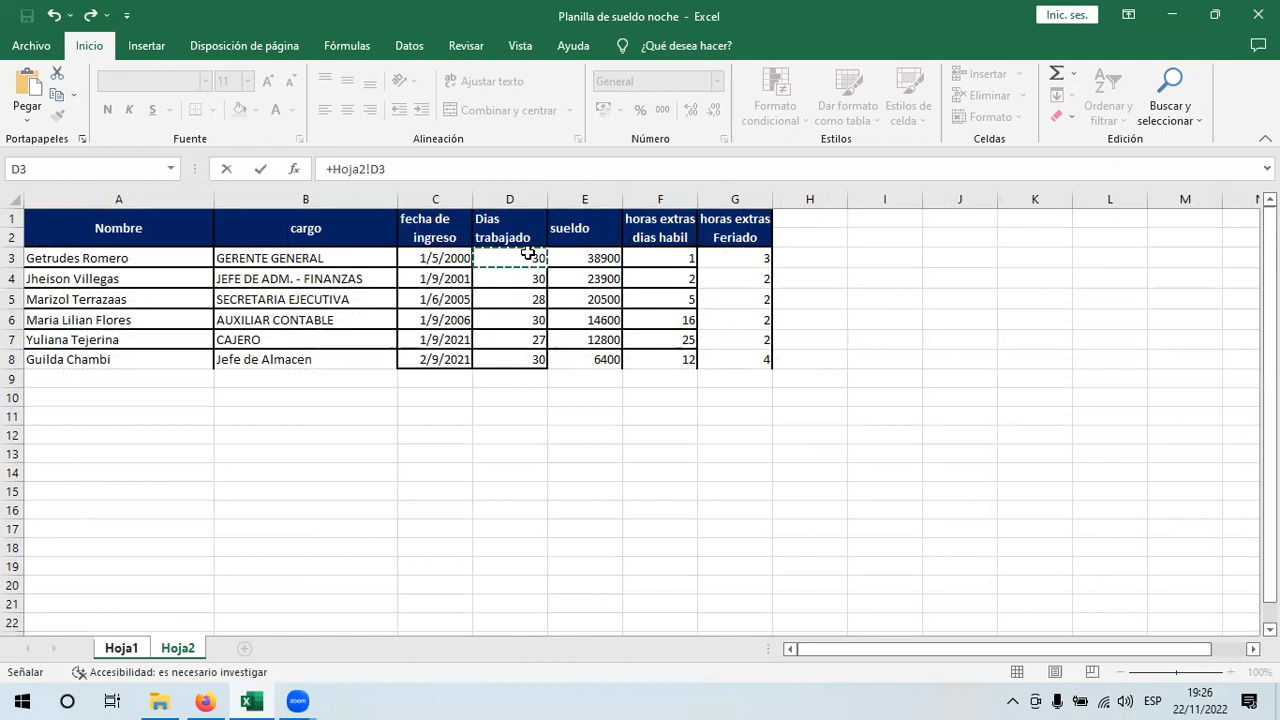 Planilla de sueldo noche - Excel
Inic. ses.
Archivo Inicio Insertar Disposición de página Fórmulas Datos Revisar Vista Ayuda ¿Qué desea hacer?
Pegar
11
N K S
Ajustar texto
Combinar y centrar
General
% 000
Formato condicional
Dar formato como tabla
Estilos de celda
Insertar
Eliminar
Formato
Ordenar y filtrar
Buscar y seleccionar
Portapapeles Fuente Alineación Número Estilos Celdas Edición
D3 fx +Hoja2!D3
A B C D E F G H I J K L M N
1 Nombre cargo fecha de Dias sueldo horas extras horas extras
2 ingreso trabajado dias habil Feriado
3 Getrudes Romero GERENTE GENERAL 1/5/2000 30 38900 1 3
4 Jheison Villegas JEFE DE ADM. - FINANZAS 1/9/2001 30 23900 2 2
5 Marizol Terrazaas SECRETARIA EJECUTIVA 1/6/2005 28 20500 5 2
6 Maria Lilian Flores AUXILIAR CONTABLE 1/9/2006 30 14600 16 2
7 Yuliana Tejerina CAJERO 1/9/2021 27 12800 25 2
8 Guilda Chambi Jefe de Almacen 2/9/2021 30 6400 12 4
9
10
11
12
13
14
15
16
17
18
19
20
21
22
Hoja1 Hoja2
Señalar Accesibilidad: es necesario investigar 100%
zoom ESP 19:26
22/11/2022